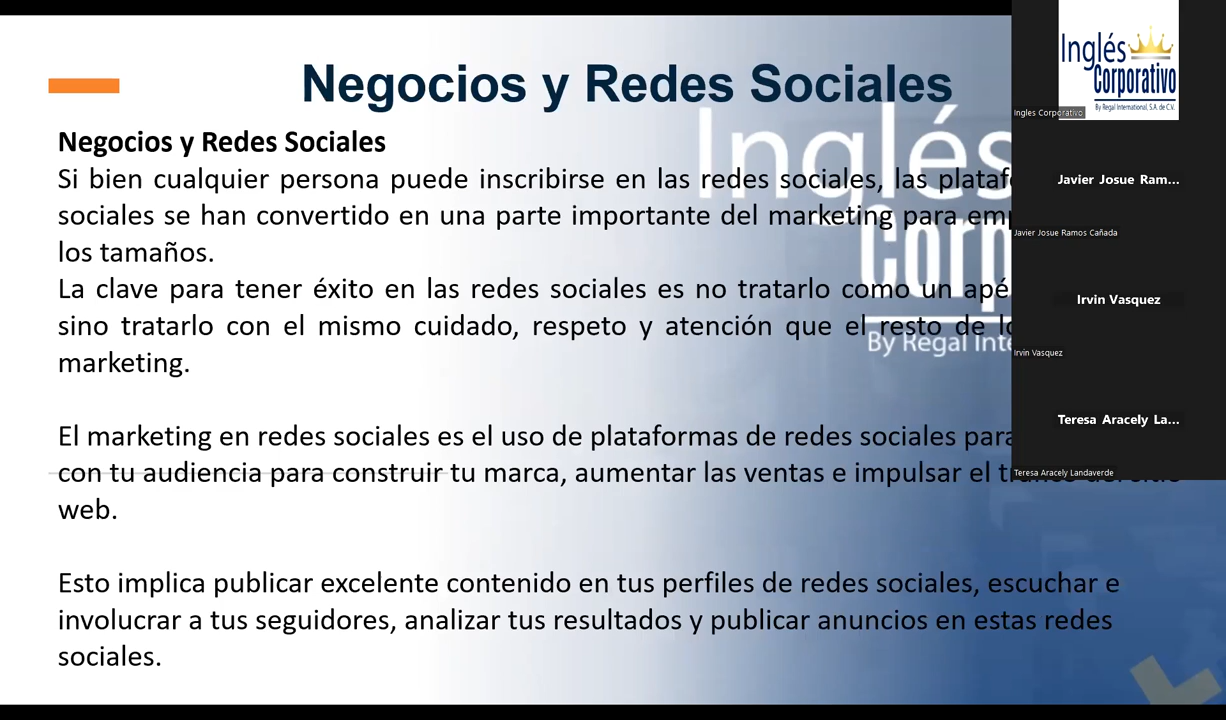 Negocios y Redes Sociales
Negocios y Redes Sociales
Si bien cualquier persona puede inscribirse en las redes sociales, las
sociales se han convertido en una parte importante del marketing para
los tamaños.
La clave para tener éxito en las redes sociales es no tratarlo como un
sino tratarlo con el mismo cuidado, respeto y atención que el resto de
marketing.
El marketing en redes sociales es el uso de plataformas de redes sociales para
con tu audiencia para construir tu marca, aumentar las ventas e impulsar el
web.
Esto implica publicar excelente contenido en tus perfiles de redes sociales, escuchar e
involucrar a tus seguidores, analizar tus resultados y publicar anuncios en estas redes
sociales.
Inglés
By Regal
Inglés
Corporativo
By Regal International, S.A. de C.V.
Ingles Corporativo
Javier Josue Ram...
Javier Josue Ramos Cañada
Irvin Vasquez
Irvin Vasquez
Teresa Aracely La...
Teresa Aracely Landaverde